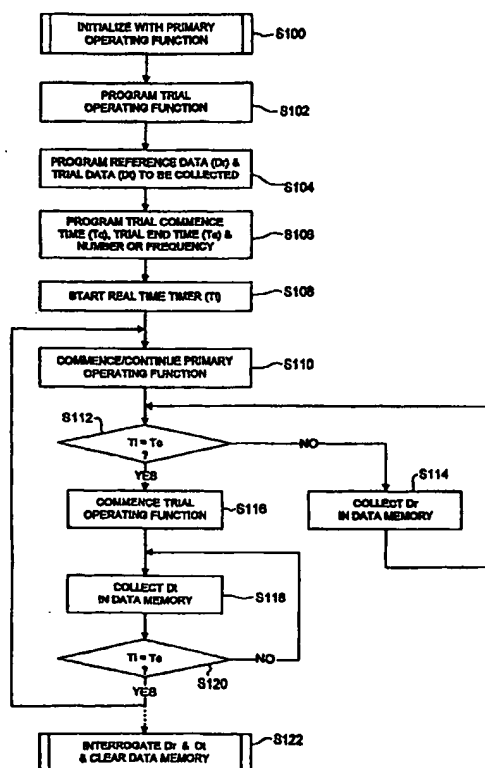 INITIALIZE WITH PRIMARY
OPERATING FUNCTION
S100
PROGRAM TRIAL
OPERATING FUNCTION
S102
PROGRAM REFERENCE DATA (Dr) &
TRIAL DATA (Dt) TO BE COLLECTED
S104
PROGRAM TRIAL COMMENCE
TIME (Tc), TRIAL END TIME (Te) &
NUMBER OR FREQUENCY
S106
START REAL TIME TIMER (Ti)
S108
COMMENCE/CONTINUE PRIMARY
OPERATING FUNCTION
S110
S112
Ti = Tc
?
NO
YES
S114
COLLECT Dr
IN DATA MEMORY
COMMENCE TRIAL
OPERATING FUNCTION
S116
COLLECT Dt
IN DATA MEMORY
S118
Ti = Te
?
NO
S120
YES
INTERROGATE Dr & Dt
& CLEAR DATA MEMORY
S122